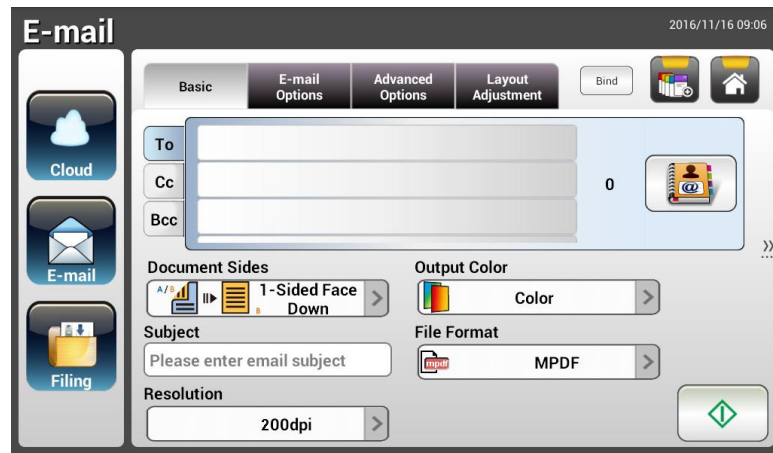 E-mail
2016/11/16 09:06
Basic
E-mail Options
Advanced Options
Layout Adjustment
Bind
Cloud
E-mail
Filing
To
Cc
Bcc
0
@
Document Sides
A/B
B
1-Sided Face
Down
Output Color
Color
Subject
Please enter email subject
File Format
mpdf
MPDF
Resolution
200dpi